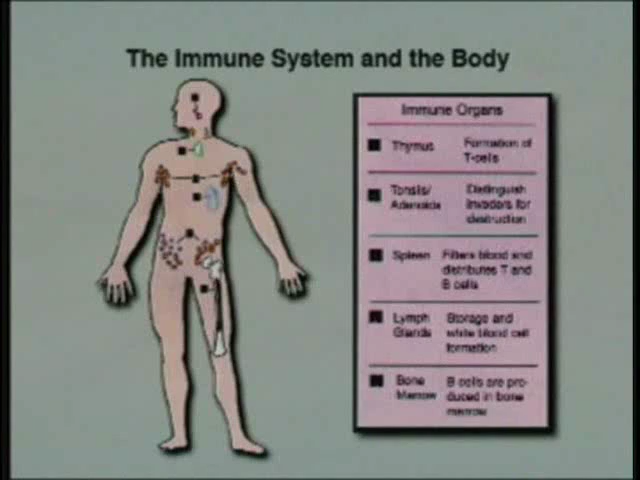 The Immune System and the Body
Immune Organs
Thymus
Formation of
T-cells
Tonsils/
Adenoids
Distinguish
invaders for
destruction
Spleen
Filters blood and
distributes T and
B cells
Lymph
Glands
Storage and
white blood cell
formation
Bone
Marrow
B cells are pro-
duced in bone
marrow